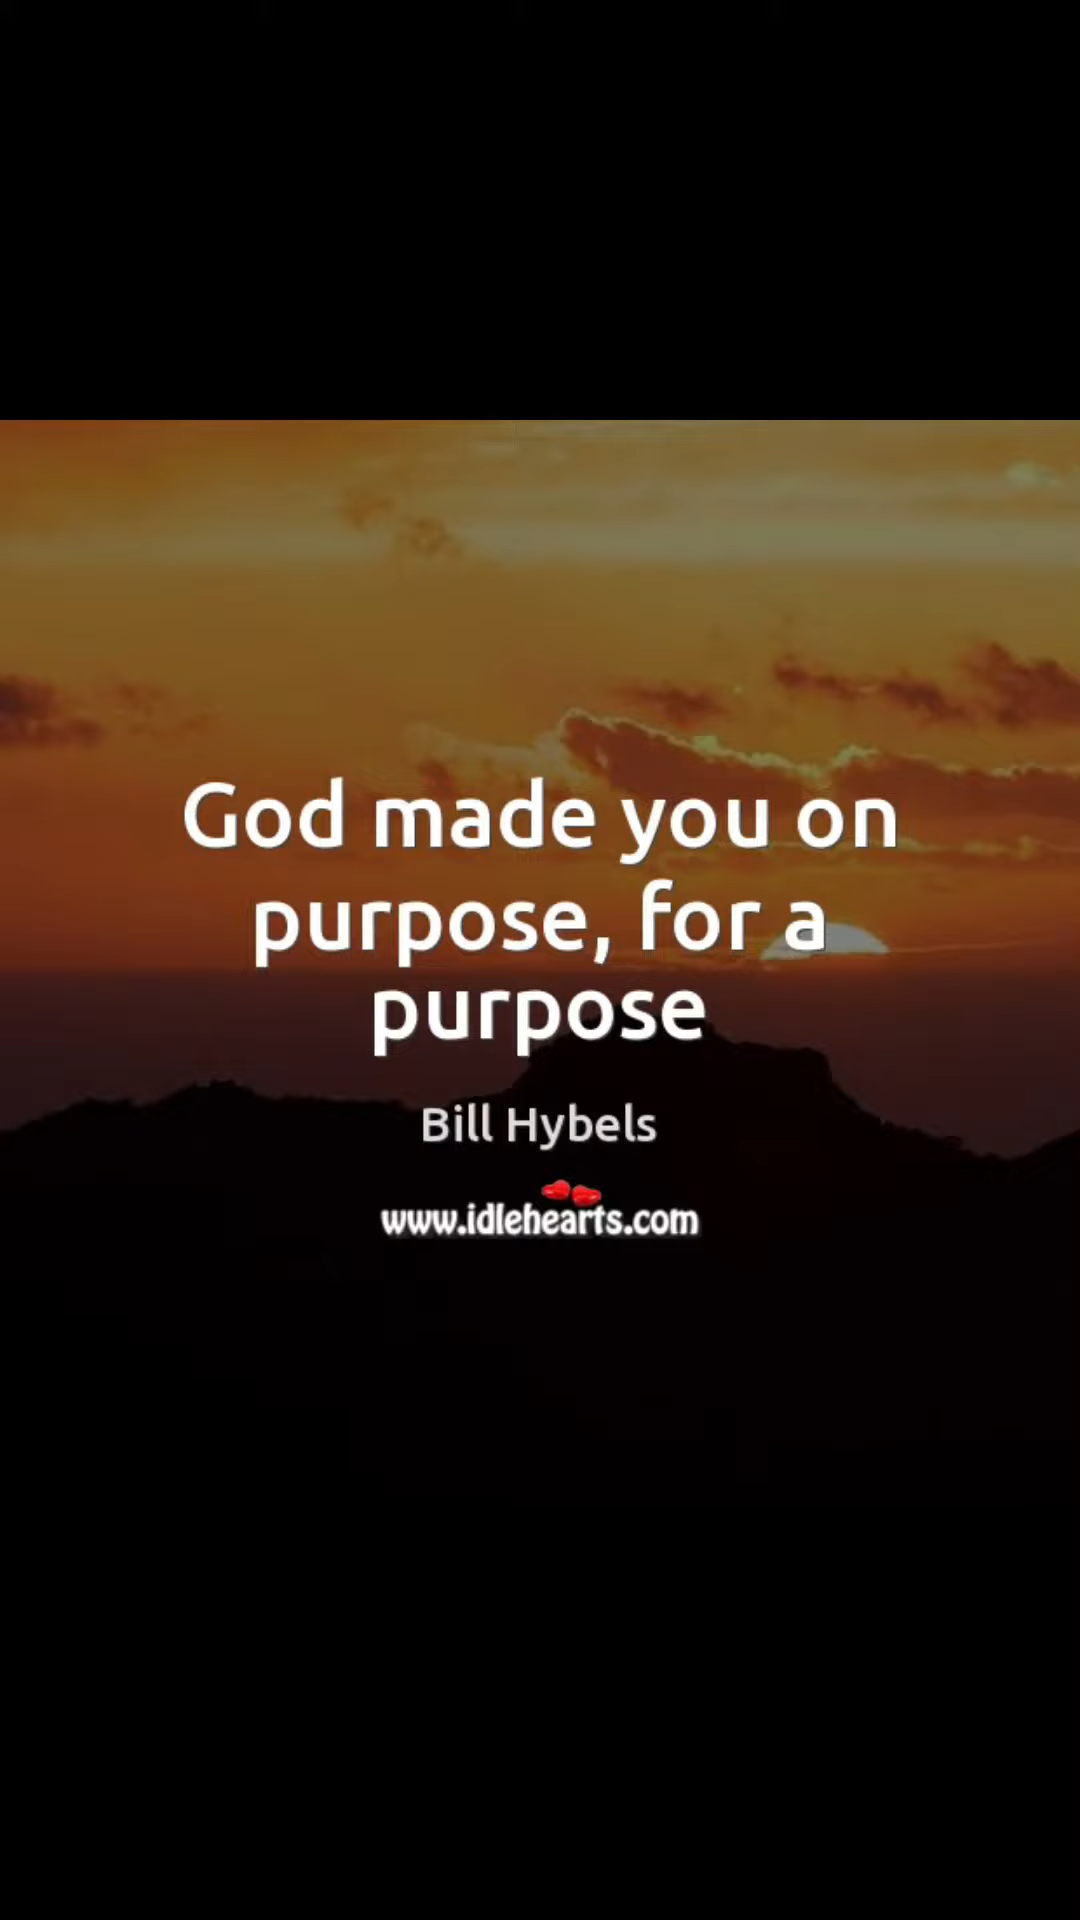 God made you on
purpose, for a
purpose
Bill Hybels
www.idlehearts.com